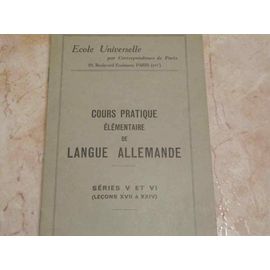 Ecole Universelle
par Correspondance de Paris
59, Boulevard Exelmans, PARIS (XVIᵉ)
COURS PRATIQUE
ÉLÉMENTAIRE
DE
LANGUE ALLEMANDE
SÉRIES V ET VI
(LEÇONS XVII à XXIV)